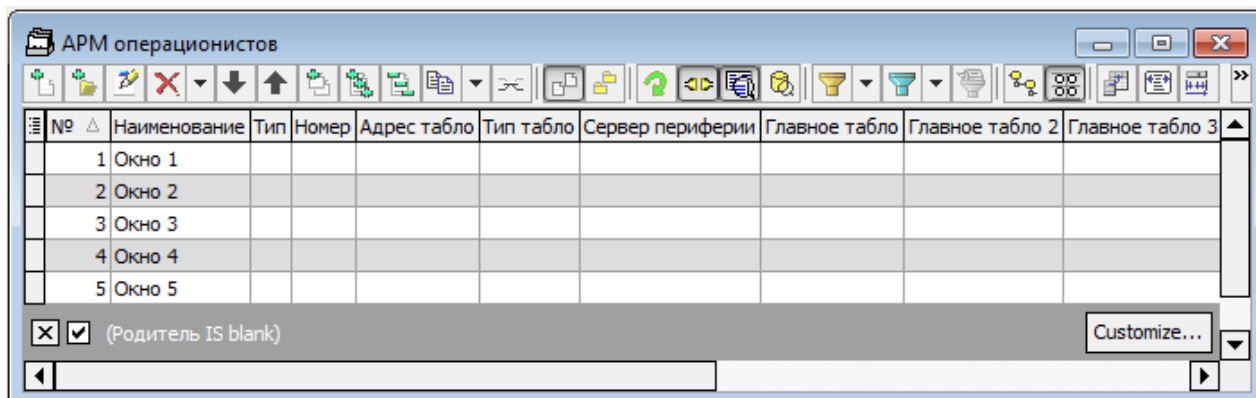 АРМ операционистов
№ Наименование Тип Номер Адрес табло Тип табло Сервер периферии Главное табло Главное табло 2 Главное табло 3
1 Окно 1
2 Окно 2
3 Окно 3
4 Окно 4
5 Окно 5
(Родитель IS blank) Customize...